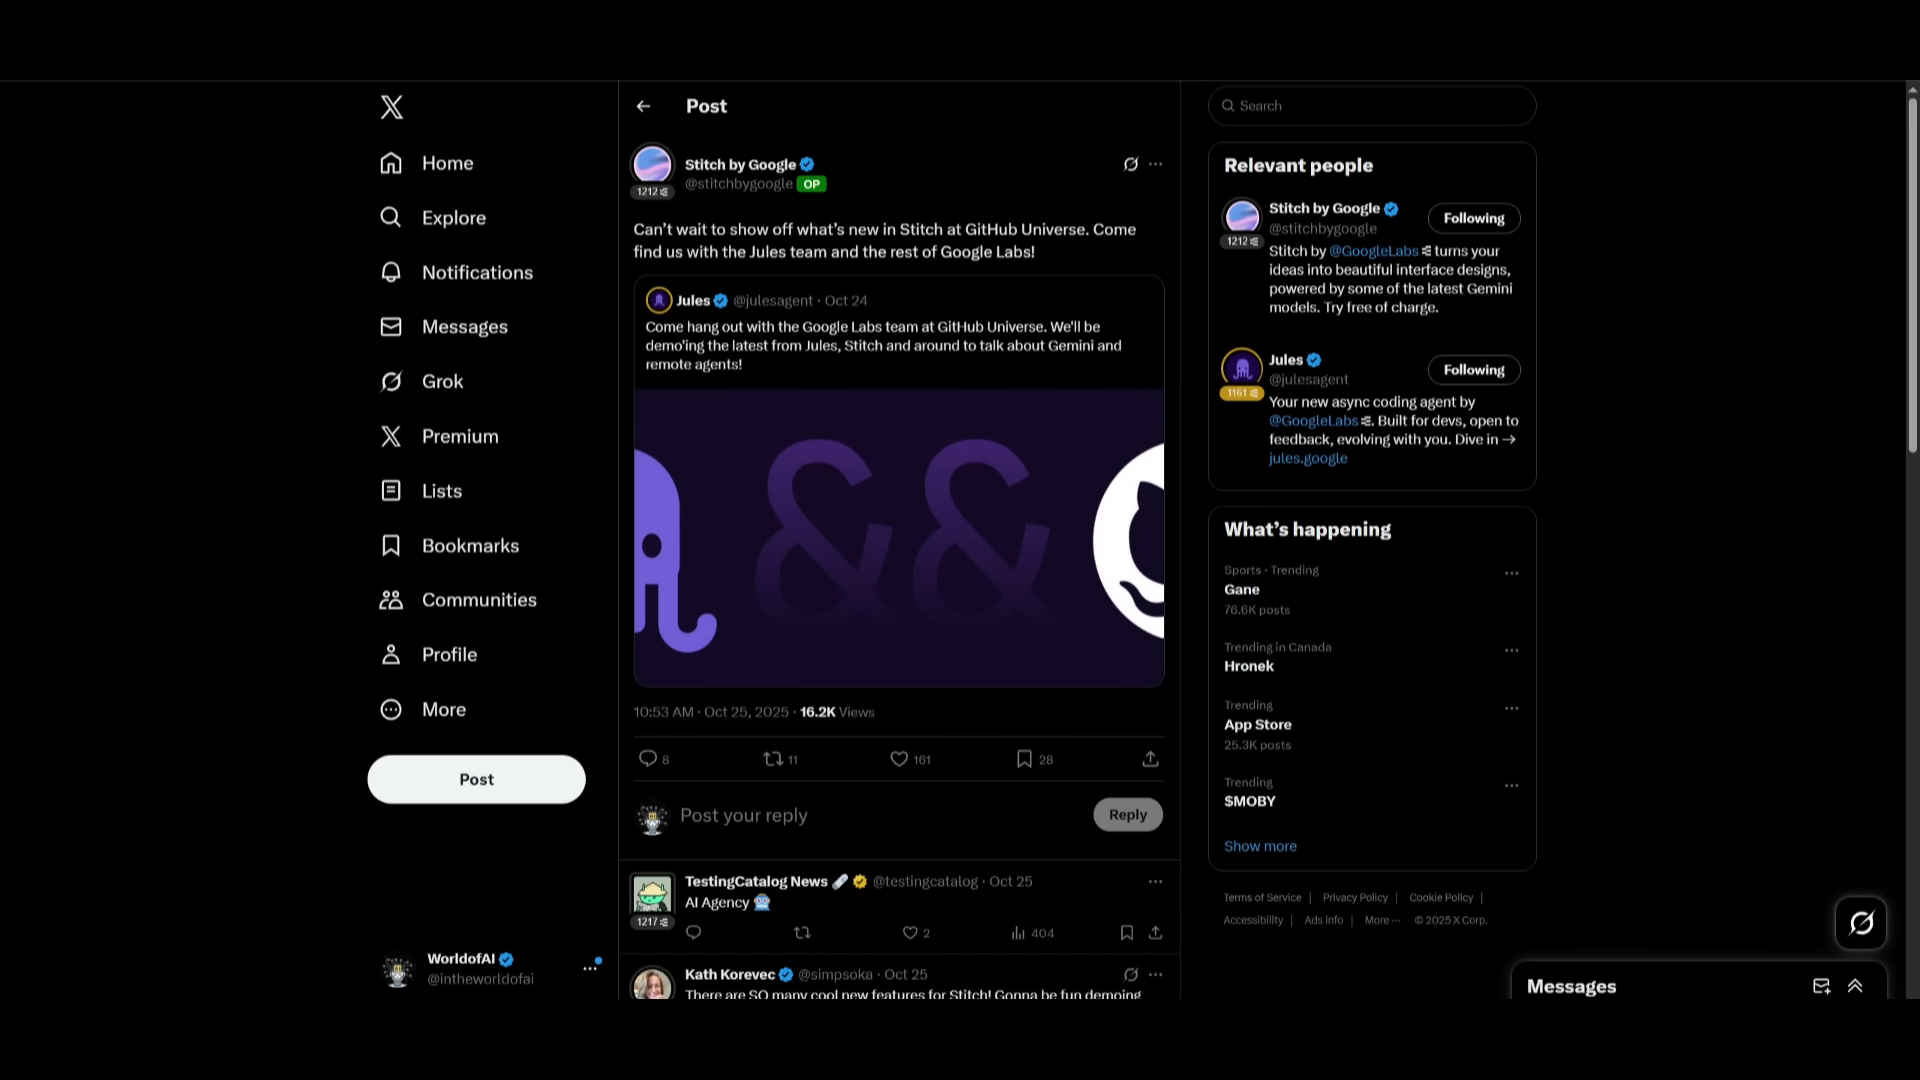 Home
Explore
Notifications
Messages
Grok
Premium
Lists
Bookmarks
Communities
Profile
More
Post
WorldofAI
@intheworldofai
Post
Stitch by Google
@stitchbygoogle OP
1212
Can’t wait to show off what’s new in Stitch at GitHub Universe. Come
find us with the Jules team and the rest of Google Labs!
Jules @julesagent · Oct 24
Come hang out with the Google Labs team at GitHub Universe. We'll be
demo'ing the latest from Jules, Stitch and around to talk about Gemini and
remote agents!
&&
10:53 AM · Oct 25, 2025 · 16.2K Views
8 11 161 28
Post your reply
Reply
TestingCatalog News @testingcatalog · Oct 25
AI Agency
1217
2 404
Kath Korevec @simpsoka · Oct 25
There are SO many cool new features for Stitch! Gonna be fun demoing
Search
Relevant people
Stitch by Google
@stitchbygoogle
Following
1212
Stitch by @GoogleLabs turns your
ideas into beautiful interface designs,
powered by some of the latest Gemini
models. Try free of charge.
Jules
@julesagent
Following
1161
Your new async coding agent by
@GoogleLabs. Built for devs, open to
feedback, evolving with you. Dive in →
jules.google
What’s happening
Sports · Trending
Gane
76.6K posts
Trending in Canada
Hronek
Trending
App Store
25.3K posts
Trending
$MOBY
Show more
Terms of Service | Privacy Policy | Cookie Policy |
Accessibility | Ads info | More ··· © 2025 X Corp.
Messages